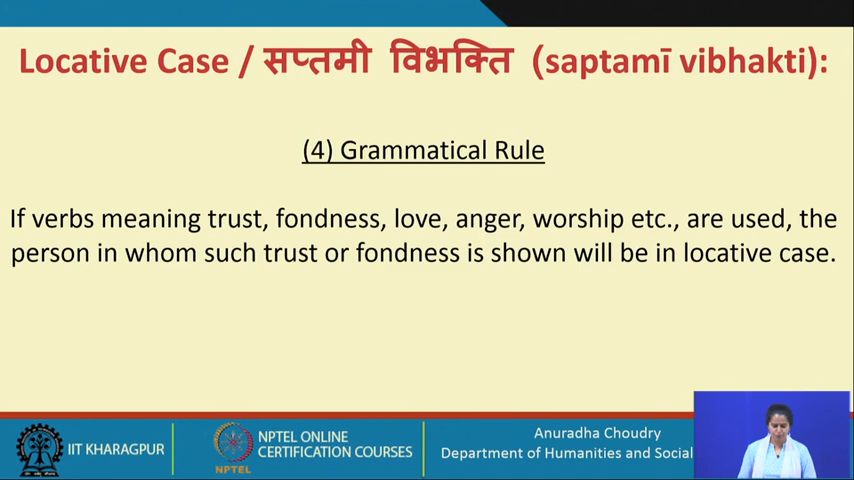 Locative Case / सप्तमी विभक्ति (saptamī vibhakti):
(4) Grammatical Rule
If verbs meaning trust, fondness, love, anger, worship etc., are used, the
person in whom such trust or fondness is shown will be in locative case.
IIT KHARAGPUR
NPTEL
NPTEL ONLINE
CERTIFICATION COURSES
Anuradha Choudry
Department of Humanities and Social